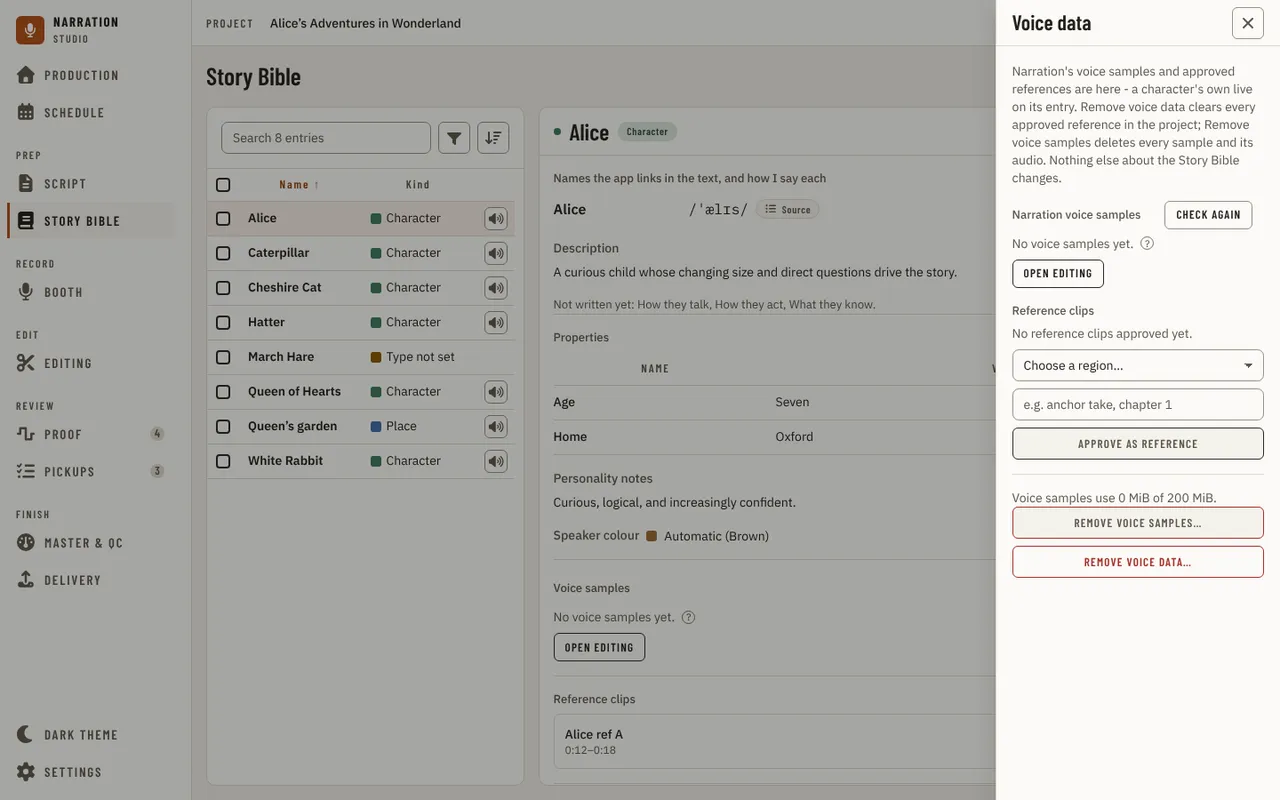 NARRATION
STUDIO
PRODUCTION
SCHEDULE
PREP
SCRIPT
STORY BIBLE
RECORD
BOOTH
EDIT
EDITING
REVIEW
PROOF 4
PICKUPS 3
FINISH
MASTER & QC
DELIVERY
DARK THEME
SETTINGS
PROJECT Alice's Adventures in Wonderland
Story Bible
Search 8 entries
Name ↑ Kind
Alice Character
Caterpillar Character
Cheshire Cat Character
Hatter Character
March Hare Type not set
Queen of Hearts Character
Queen's garden Place
White Rabbit Character
Alice Character
Names the app links in the text, and how I say each
Alice /ˈælɪs/ Source
Description
A curious child whose changing size and direct questions drive the story.
Not written yet: How they talk, How they act, What they know.
Properties
NAME
Age Seven
Home Oxford
Personality notes
Curious, logical, and increasingly confident.
Speaker colour Automatic (Brown)
Voice samples
No voice samples yet. ?
OPEN EDITING
Reference clips
Alice ref A
0:12–0:18
Voice data
Narration's voice samples and approved
references are here - a character's own live
on its entry. Remove voice data clears every
approved reference in the project; Remove
voice samples deletes every sample and its
audio. Nothing else about the Story Bible
changes.
Narration voice samples CHECK AGAIN
No voice samples yet. ?
OPEN EDITING
Reference clips
No reference clips approved yet.
Choose a region...
e.g. anchor take, chapter 1
APPROVE AS REFERENCE
Voice samples use 0 MiB of 200 MiB.
REMOVE VOICE SAMPLES...
REMOVE VOICE DATA...